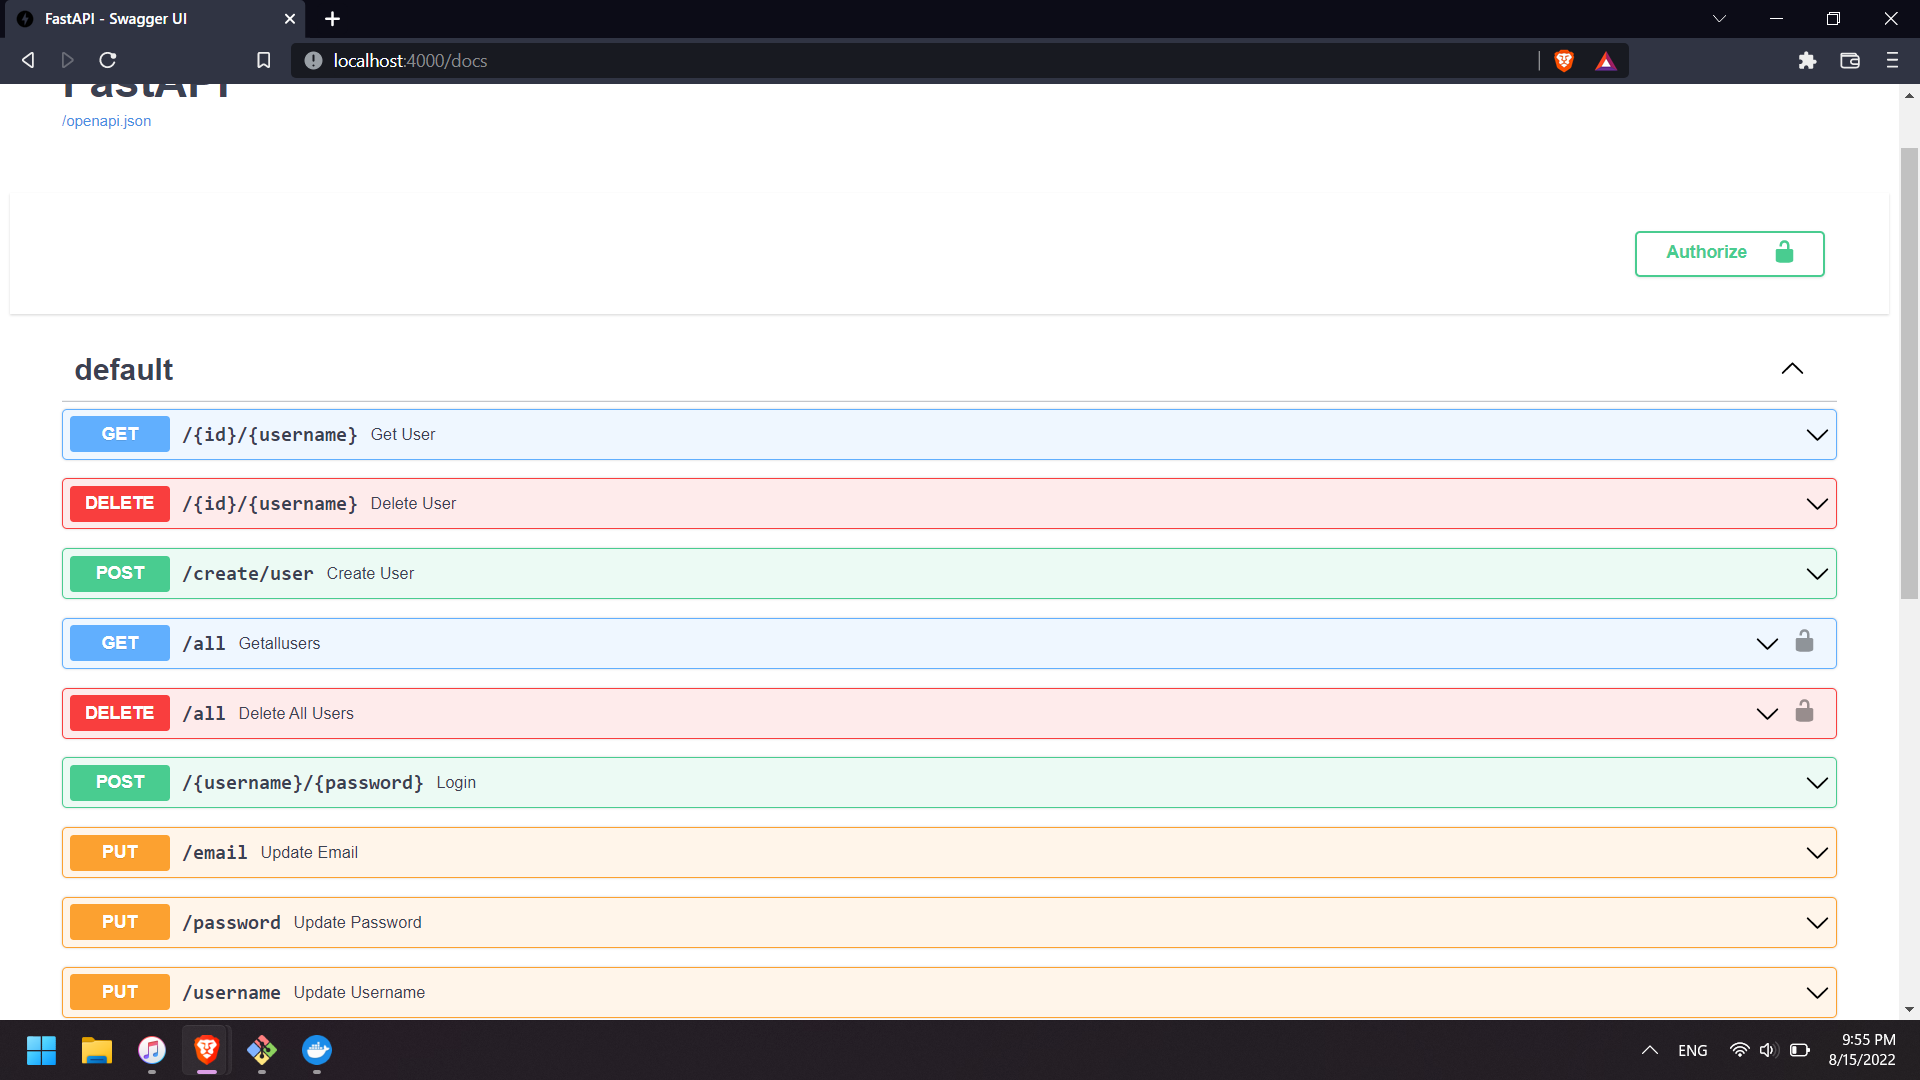 FastAPI - Swagger UI
localhost:4000/docs
FastAPI
/openapi.json
Authorize
default
GET /{id}/{username} Get User
DELETE /{id}/{username} Delete User
POST /create/user Create User
GET /all Getallusers
DELETE /all Delete All Users
POST /{username}/{password} Login
PUT /email Update Email
PUT /password Update Password
PUT /username Update Username
ENG
9:55 PM
8/15/2022